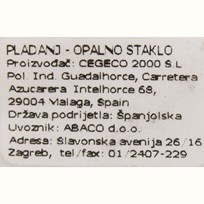 PLADANJ - OPALNO STAKLO
Proizvođač: CEGECO 2000 S.L
Pol. Ind. Guadalhorce, Carretera
Azucarera Intelhorce 68,
29004 Malaga, Spain
Država podrijetla: Španjolska
Uvoznik: ABACO d.o.o.
Adresa: Slavonska avenija 26/16
Zagreb, tel/fax: 01/2407-229